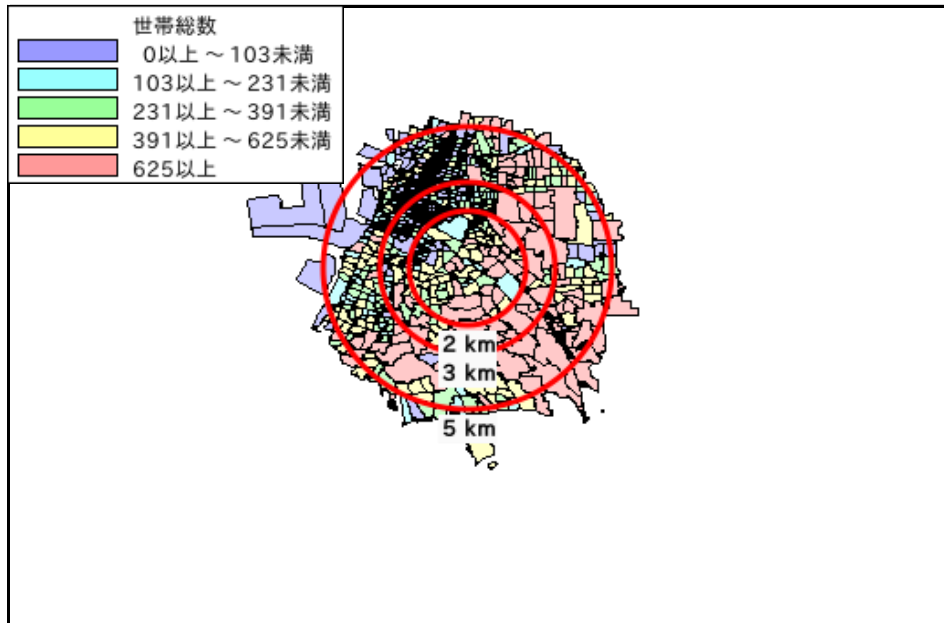 世帯総数
0以上 ～ 103未満
103以上 ～ 231未満
231以上 ～ 391未満
391以上 ～ 625未満
625以上
2 km
3 km
5 km